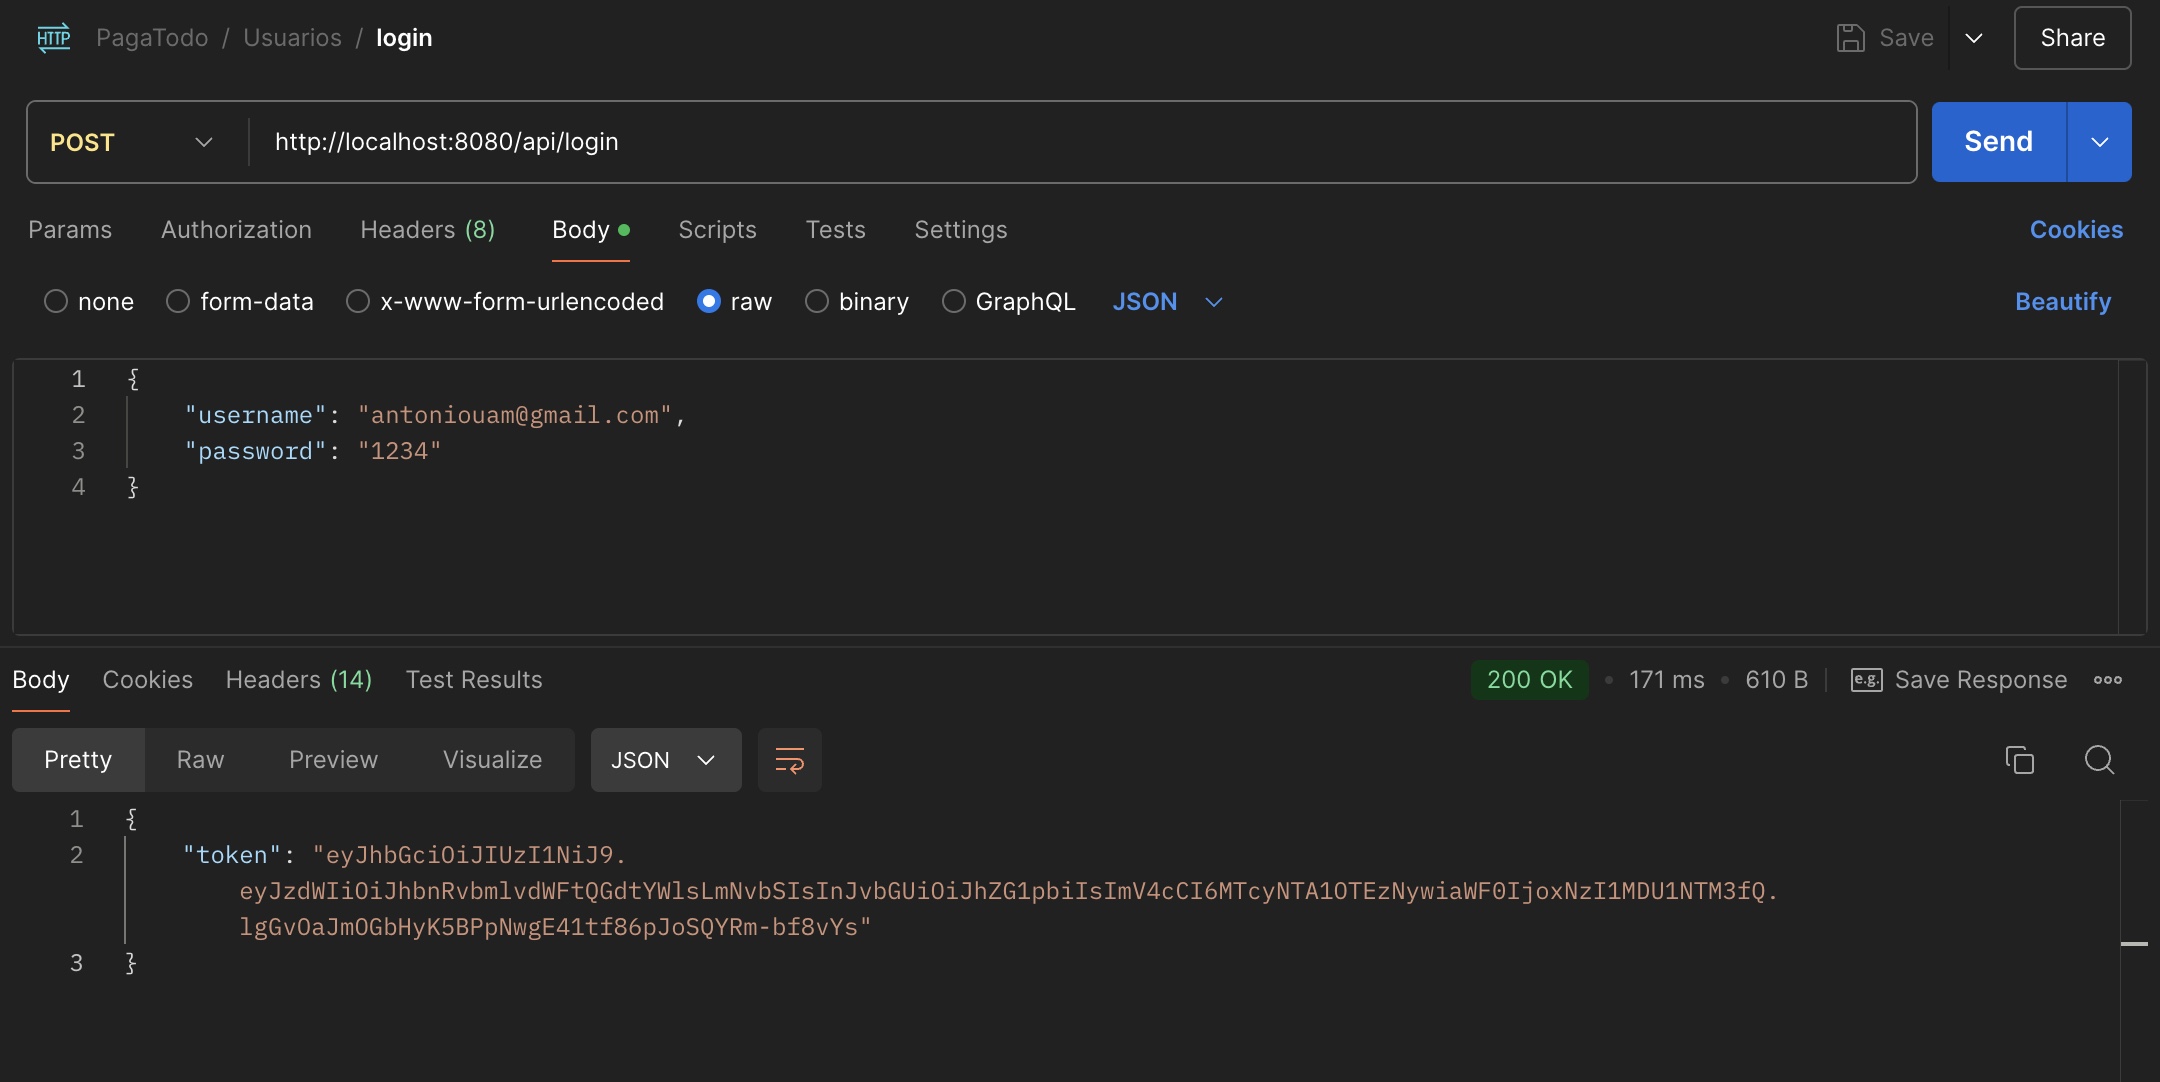 HTTP PagaTodo / Usuarios / login Save Share
POST http://localhost:8080/api/login Send
Params Authorization Headers (8) Body Scripts Tests Settings Cookies
none form-data x-www-form-urlencoded raw binary GraphQL JSON Beautify
1 {
2 "username": "antoniouam@gmail.com",
3 "password": "1234"
4 }
Body Cookies Headers (14) Test Results 200 OK • 171 ms • 610 B e.g. Save Response
Pretty Raw Preview Visualize JSON
1 {
2 "token": "eyJhbGciOiJIUzI1NiJ9.
eyJzdWIiOiJhbnRvbmlvdWFtQGdtYWlsLmNvbSIsInJvbGUiOiJhZG1pbiIsImV4cCI6MTcyNTA1OTEzNywiaWF0IjoxNzI1MDU1NTM3fQ.
lgGvOaJmOGbHyK5BPpNwgE41tf86pJoSQYRm-bf8vYs"
3 }